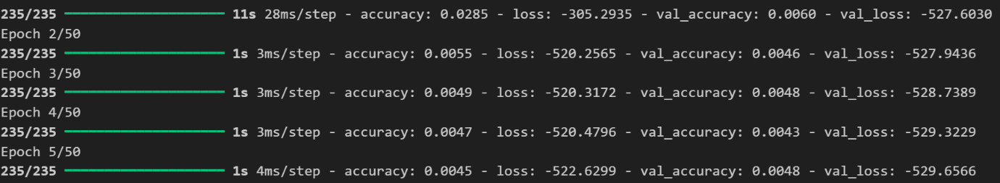 235/235 ━━━━━━━━━━━━━━━━━━━━ 11s 28ms/step - accuracy: 0.0285 - loss: -305.2935 - val_accuracy: 0.0060 - val_loss: -527.6030
Epoch 2/50
235/235 ━━━━━━━━━━━━━━━━━━━━ 1s 3ms/step - accuracy: 0.0055 - loss: -520.2565 - val_accuracy: 0.0046 - val_loss: -527.9436
Epoch 3/50
235/235 ━━━━━━━━━━━━━━━━━━━━ 1s 3ms/step - accuracy: 0.0049 - loss: -520.3172 - val_accuracy: 0.0048 - val_loss: -528.7389
Epoch 4/50
235/235 ━━━━━━━━━━━━━━━━━━━━ 1s 3ms/step - accuracy: 0.0047 - loss: -520.4796 - val_accuracy: 0.0043 - val_loss: -529.3229
Epoch 5/50
235/235 ━━━━━━━━━━━━━━━━━━━━ 1s 4ms/step - accuracy: 0.0045 - loss: -522.6299 - val_accuracy: 0.0048 - val_loss: -529.6566